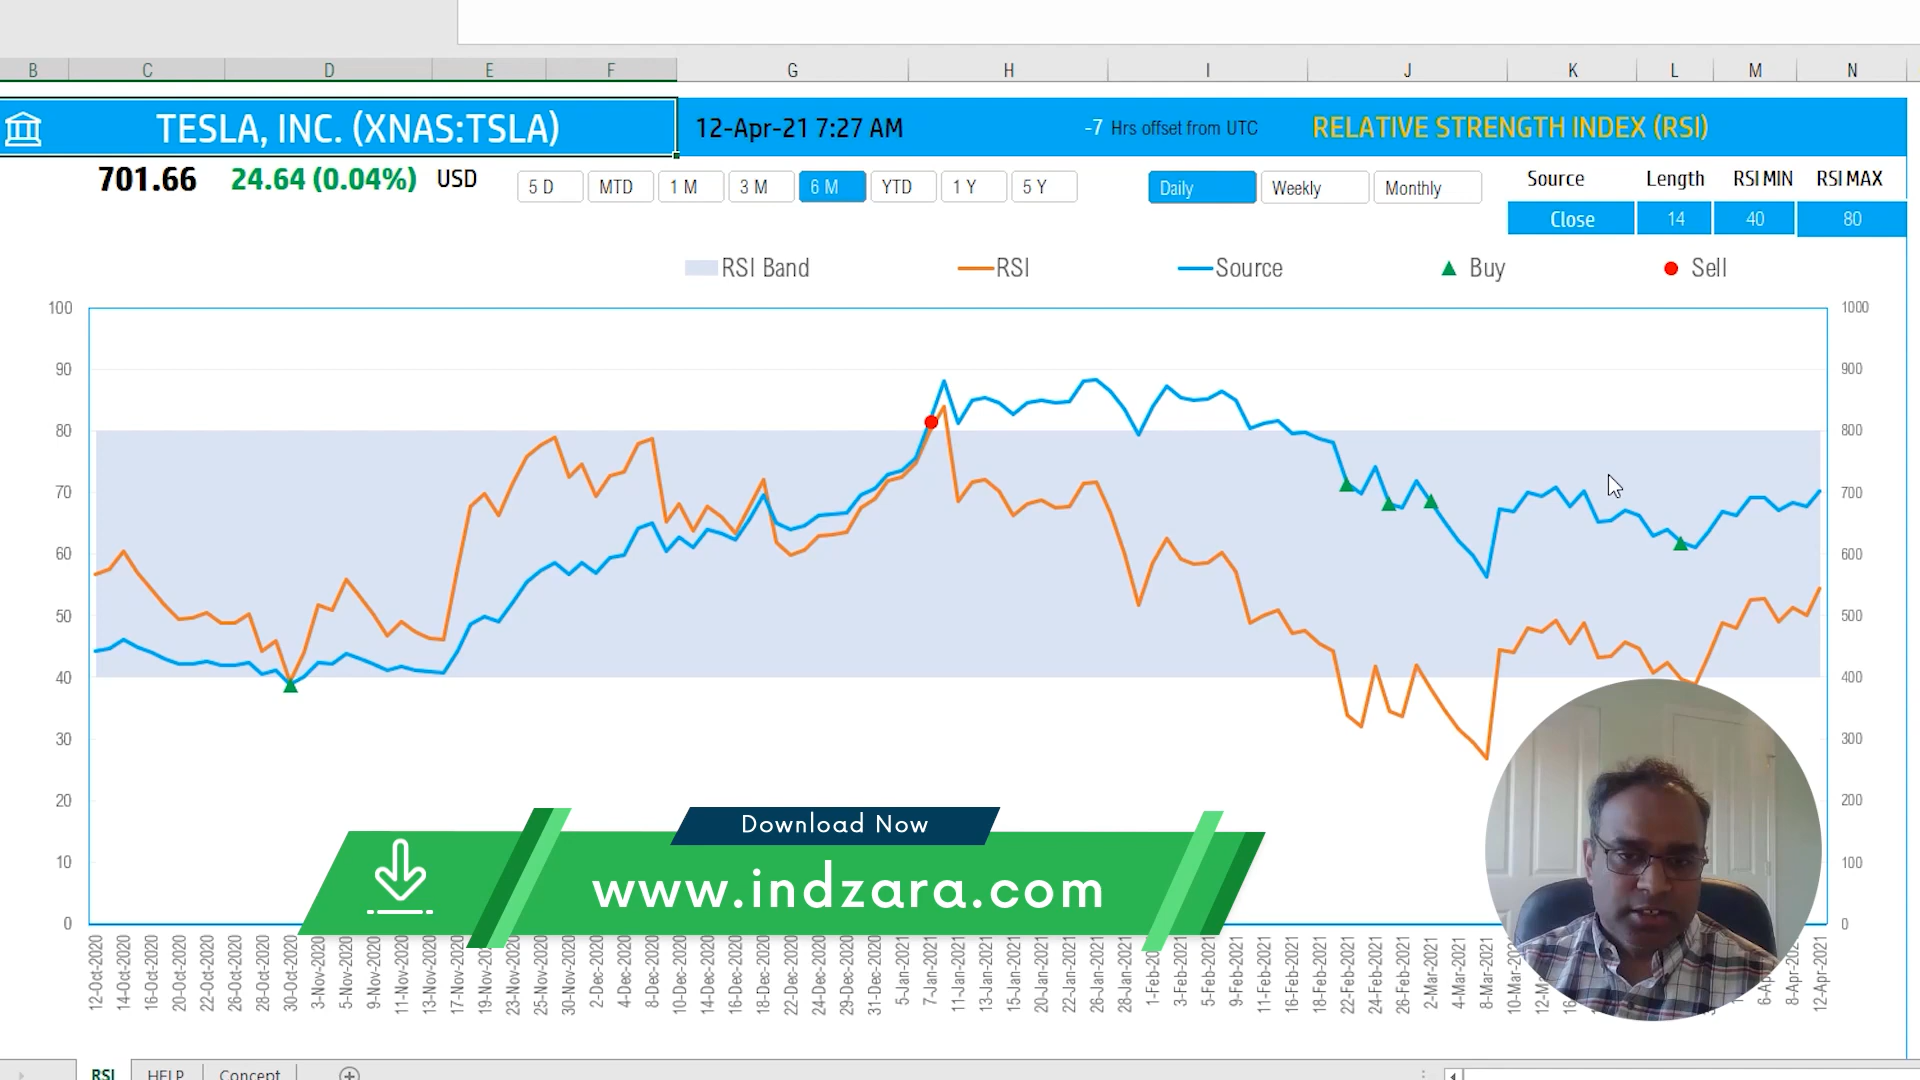 B C D E F G H I J K L M N
TESLA, INC. (XNAS:TSLA) 12-Apr-21 7:27 AM -7 Hrs offset from UTC RELATIVE STRENGTH INDEX (RSI)
701.66 24.64 (0.04%) USD
5 D MTD 1 M 3 M 6 M YTD 1 Y 5 Y
Daily Weekly Monthly
Source Length RSI MIN RSI MAX
Close 14 40 80
RSI Band RSI Source Buy Sell
100 1000
90 900
80 800
70 700
60 600
50 500
40 400
30 300
20 200
10 100
0 0
Download Now
www.indzara.com
12-Oct-2020
14-Oct-2020
16-Oct-2020
20-Oct-2020
22-Oct-2020
26-Oct-2020
28-Oct-2020
30-Oct-2020
3-Nov-2020
5-Nov-2020
9-Nov-2020
11-Nov-2020
13-Nov-2020
17-Nov-2020
19-Nov-2020
23-Nov-2020
25-Nov-2020
30-Nov-2020
2-Dec-2020
4-Dec-2020
8-Dec-2020
10-Dec-2020
14-Dec-2020
16-Dec-2020
18-Dec-2020
22-Dec-2020
24-Dec-2020
29-Dec-2020
31-Dec-2020
5-Jan-2021
7-Jan-2021
11-Jan-2021
13-Jan-2021
15-Jan-2021
20-Jan-2021
22-Jan-2021
26-Jan-2021
28-Jan-2021
1-Feb-2021
3-Feb-2021
5-Feb-2021
9-Feb-2021
11-Feb-2021
16-Feb-2021
18-Feb-2021
22-Feb-2021
24-Feb-2021
26-Feb-2021
2-Mar-2021
4-Mar-2021
8-Mar-2021
10-Mar-2021
8-Apr-2021
12-Apr-2021
RSI HELP Concept